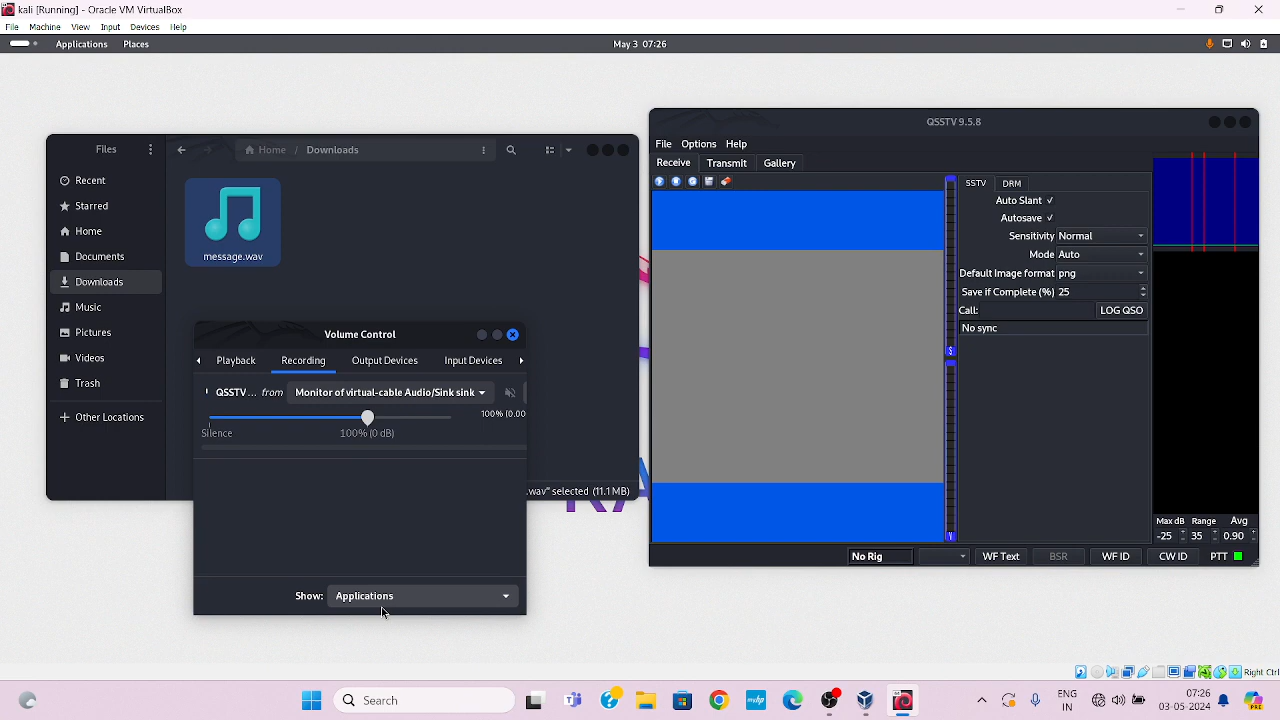 kali [Running] - Oracle VM VirtualBox
File Machine View Input Devices Help
Applications Places
May 3 07:26
Files
Home / Downloads
Recent
Starred
Home
Documents
Downloads
Music
Pictures
Videos
Trash
Other Locations
message.wav
.wav" selected (11.1 MB)
Volume Control
Playback Recording Output Devices Input Devices
QSSTV ... from Monitor of virtual-cable Audio/Sink sink
100% (0.00
Silence
100% (0 dB)
Show: Applications
QSSTV 9.5.8
File Options Help
Receive Transmit Gallery
SSTV DRM
Auto Slant
Autosave
Sensitivity Normal
Mode Auto
Default Image format png
Save if Complete (%) 25
Call: LOG QSO
No sync
S
V
Max dB Range Avg
-25 35 0.90
No Rig WF Text BSR WF ID CW ID PTT
Right Ctrl
Search
ENG
IN
07:26
03-05-2024